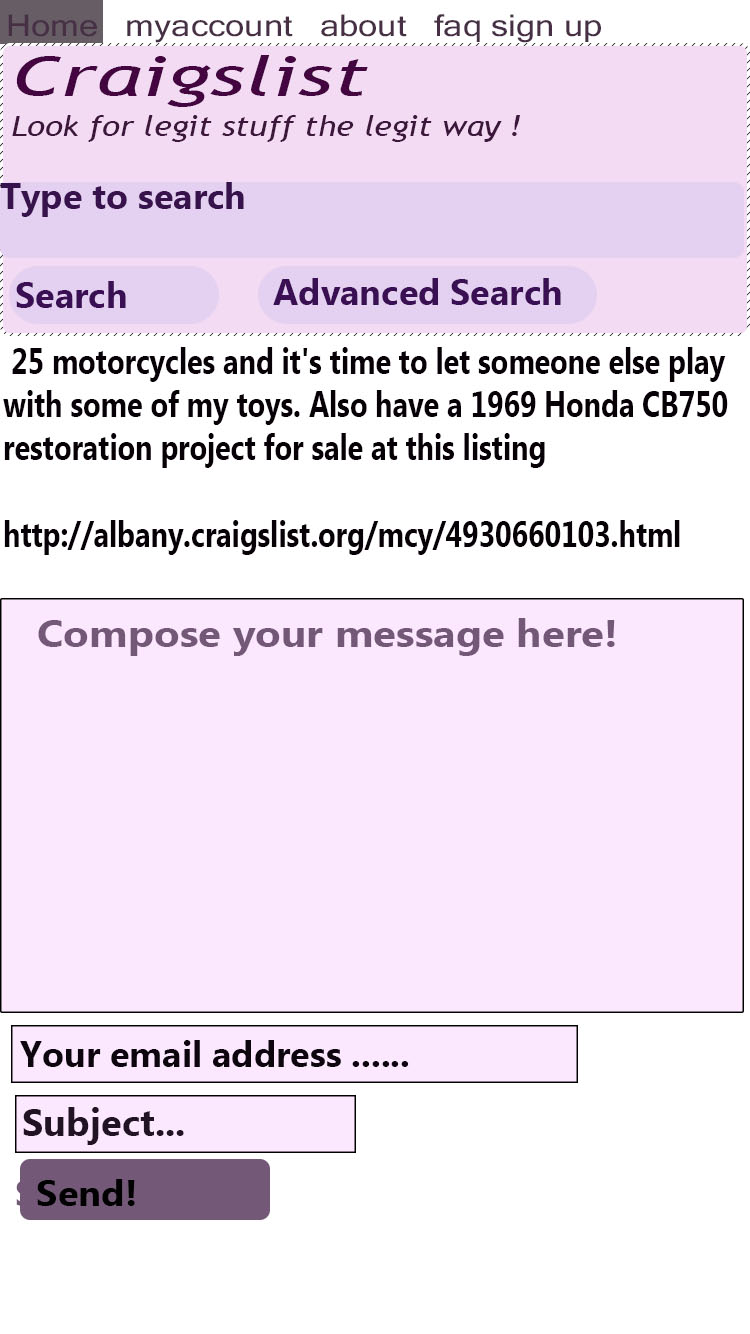 Home myaccount about faq sign up
Craigslist
Look for legit stuff the legit way !
Type to search
Search Advanced Search
25 motorcycles and it's time to let someone else play
with some of my toys. Also have a 1969 Honda CB750
restoration project for sale at this listing
http://albany.craigslist.org/mcy/4930660103.html
Compose your message here!
Your email address ......
Subject...
Send!